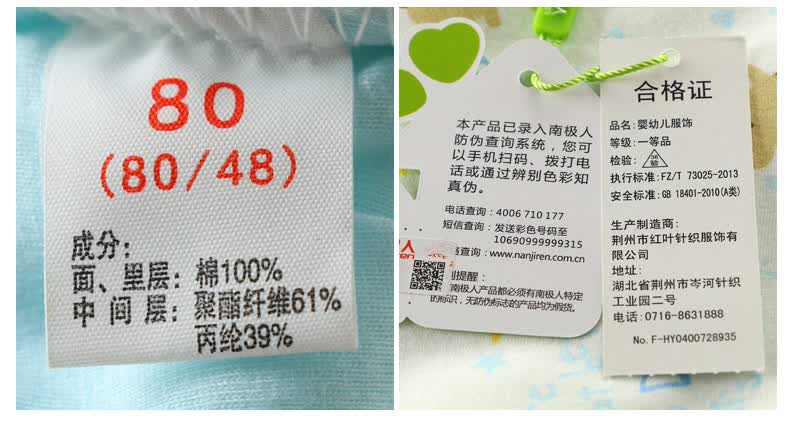 80
(80/48)
成分:
面、里层: 棉100%
中 间 层: 聚酯纤维61%
丙纶39%
本产品已录入南极人
防伪查询系统，您可
以手机扫码、拨打电
话或通过辨别色彩知
真伪。
电话查询: 4006 710 177
短信查询: 发送彩色号码至
10690999999315
查询: www.nanjiren.com.cn
提醒:
南极人产品都必须有南极人特定
的标识，无防伪标志的产品均为假货。
合格证
品名: 婴幼儿服饰
等级: 一等品
检验:
执行标准: FZ/T 73025-2013
安全标准: GB 18401-2010(A类)
生产制造商:
荆州市红叶针织服饰有
限公司
地址:
湖北省荆州市岑河针织
工业园二号
电话: 0716-8631888
No. F-HY0400728935